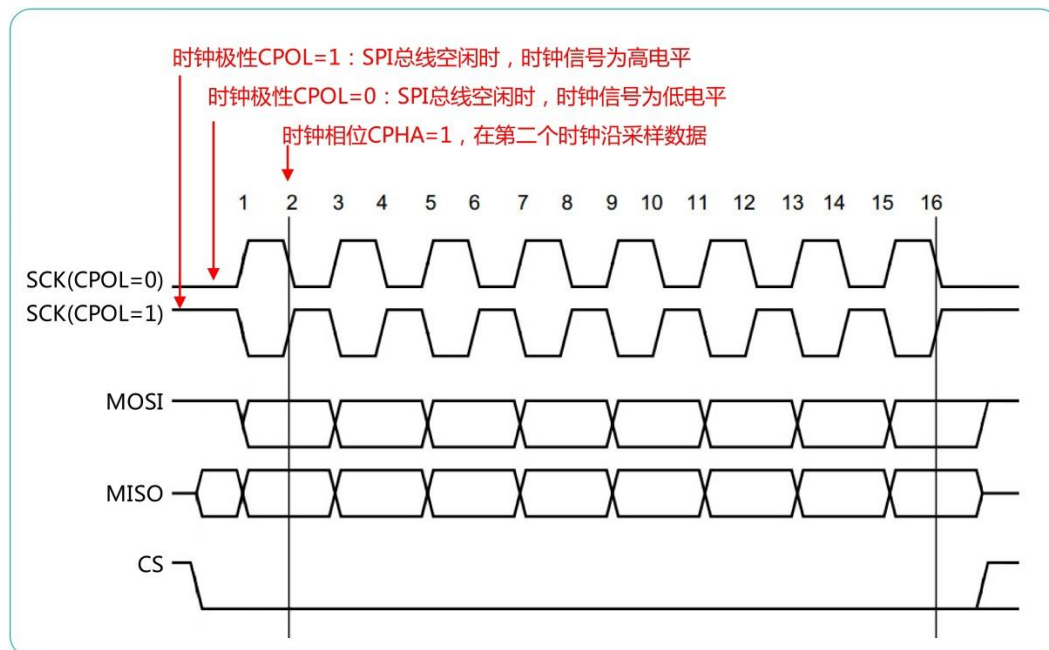 时钟极性CPOL=1：SPI总线空闲时，时钟信号为高电平
时钟极性CPOL=0：SPI总线空闲时，时钟信号为低电平
时钟相位CPHA=1，在第二个时钟沿采样数据
1 2 3 4 5 6 7 8 9 10 11 12 13 14 15 16
SCK(CPOL=0)
SCK(CPOL=1)
MOSI
MISO
CS